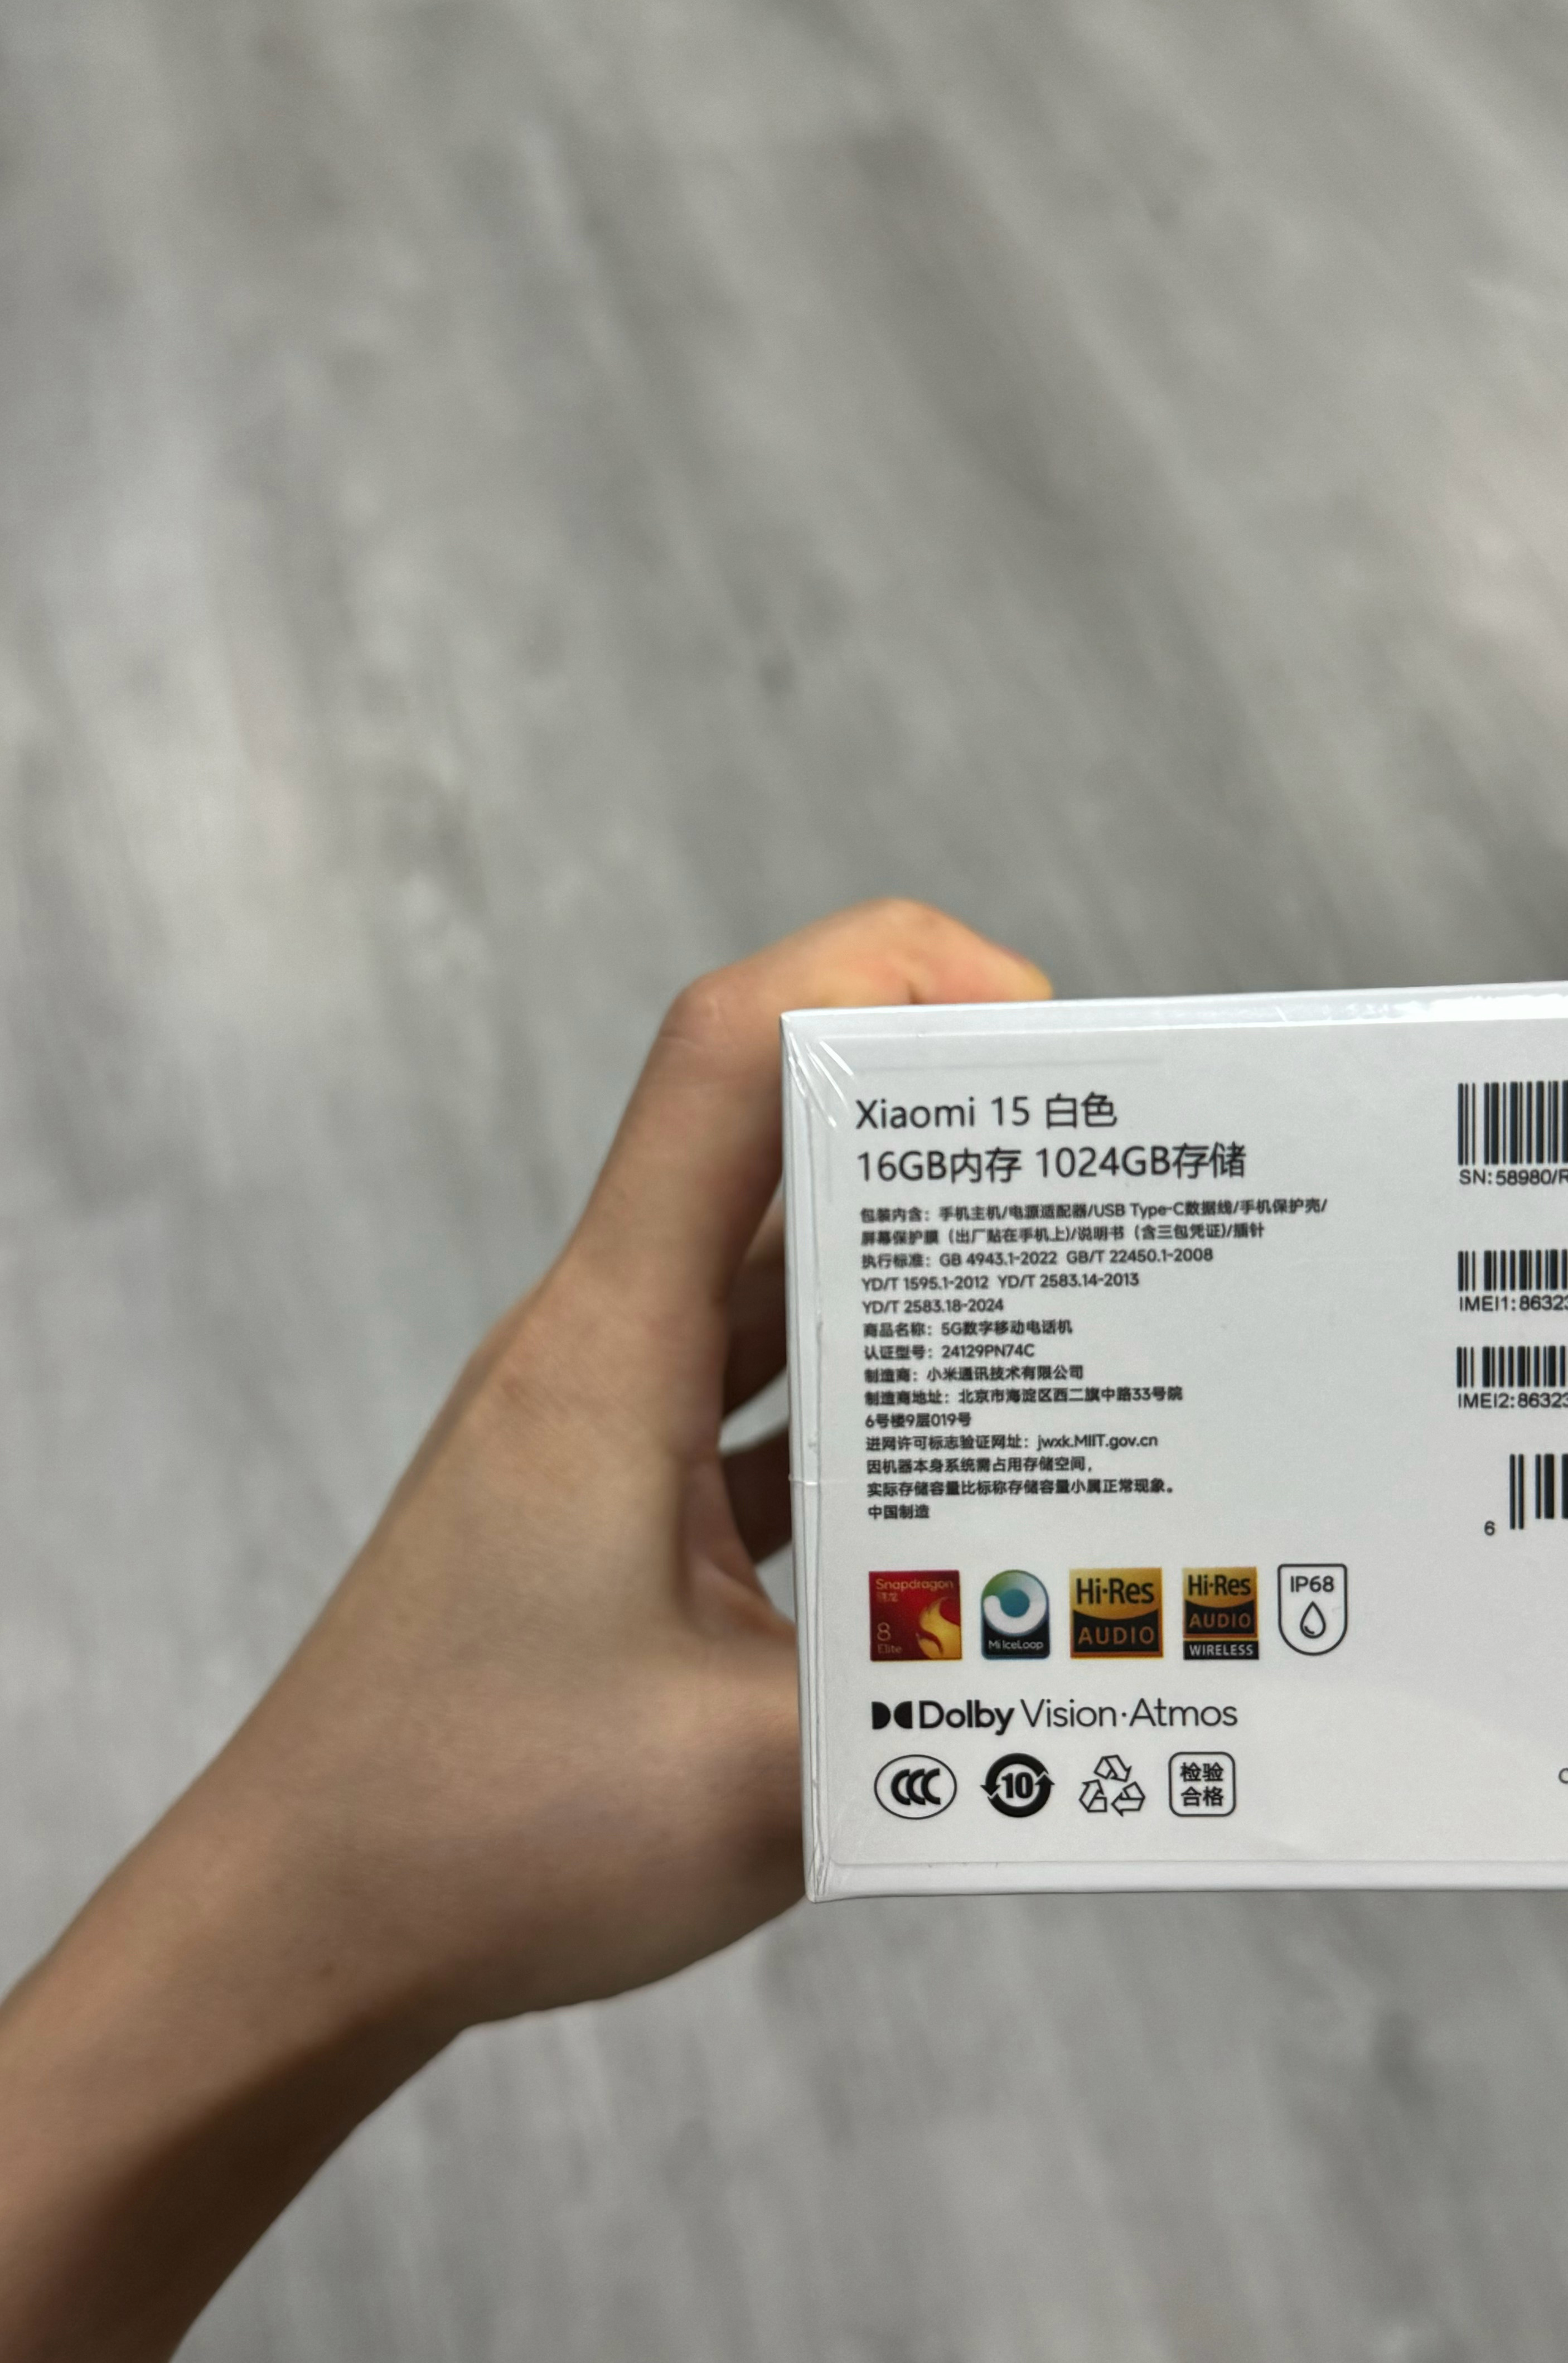 Xiaomi 15 白色
16GB内存 1024GB存储
包装内含：手机主机/电源适配器/USB Type-C数据线/手机保护壳/
屏幕保护膜（出厂贴在手机上)/说明书（含三包凭证)/插针
执行标准：GB 4943.1-2022 GB/T 22450.1-2008
YD/T 1595.1-2012 YD/T 2583.14-2013
YD/T 2583.18-2024
商品名称：5G数字移动电话机
认证型号：24129PN74C
制造商：小米通讯技术有限公司
制造商地址：北京市海淀区西二旗中路33号院
6号楼9层019号
进网许可标志验证网址：jwxk.MIIT.gov.cn
因机器本身系统需占用存储空间，
实际存储容量比标称存储容量小属正常现象。
中国制造
SN:58980/R
IMEI1:86323
IMEI2:86323
6
Snapdragon
骁龙
8
Elite
Mi IceLoop
Hi-Res
AUDIO
Hi-Res
AUDIO
WIRELESS
IP68
Dolby Vision·Atmos
CCC
10
检验
合格